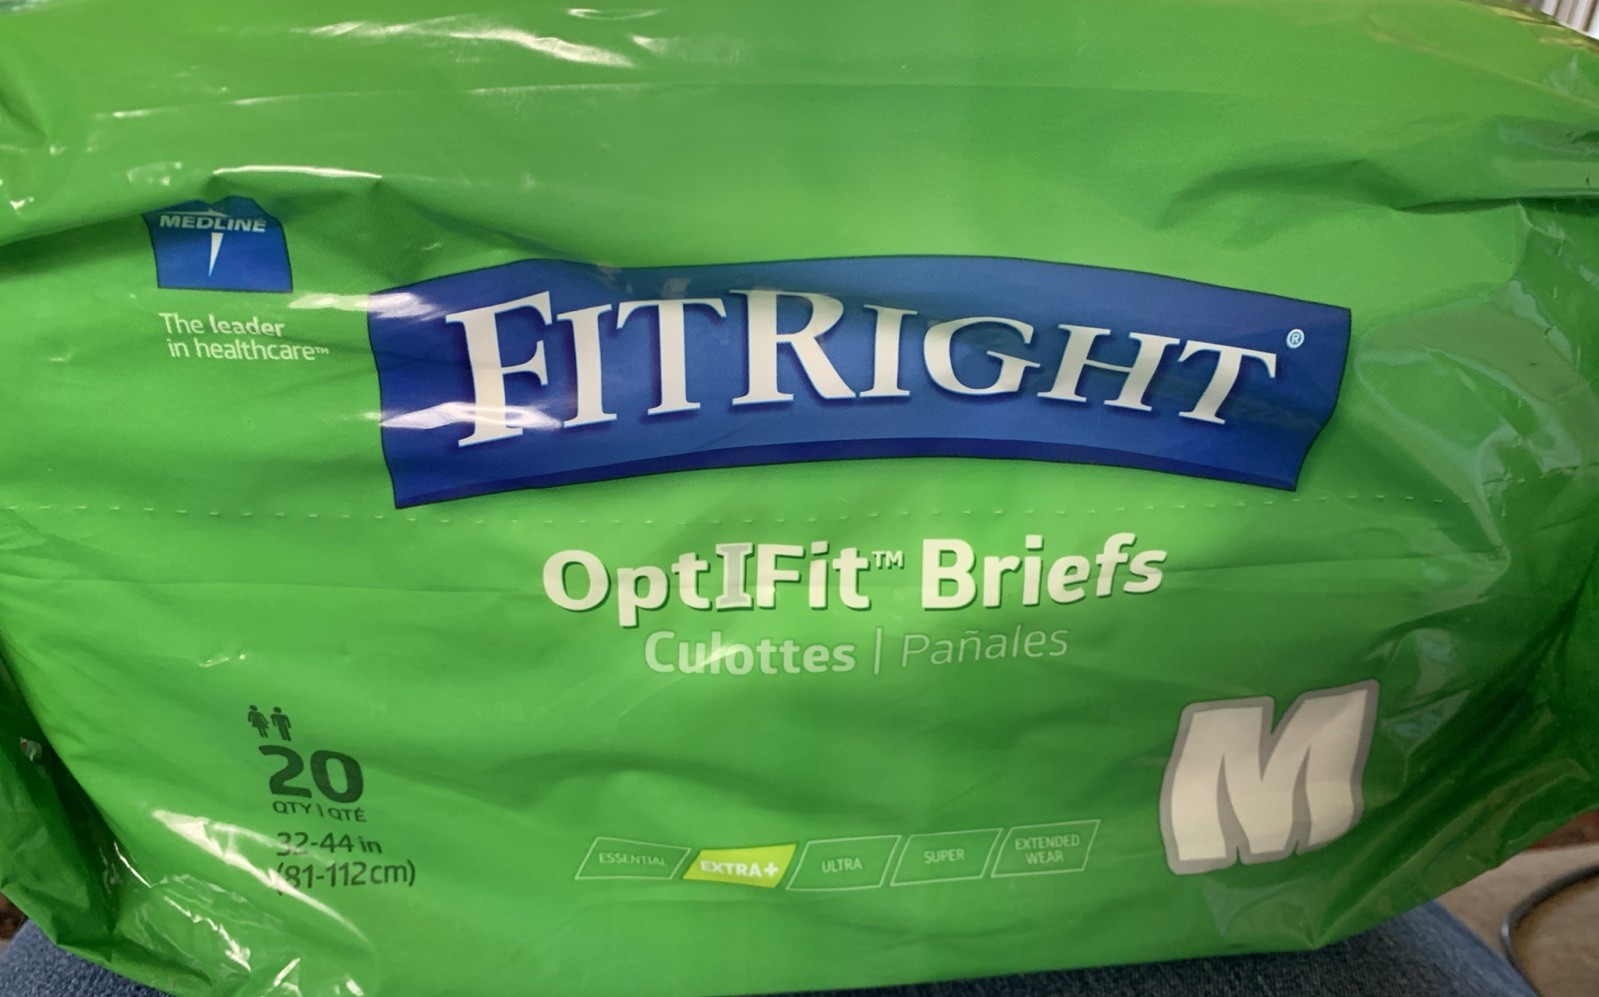 MEDLINE
The leader
in healthcare™
FITRIGHT®
OptIFit™ Briefs
Culottes | Pañales
20
QTY | QTÉ
32-44 in
(81-112cm)
ESSENTIAL
EXTRA+
ULTRA
SUPER
EXTENDED
WEAR
M